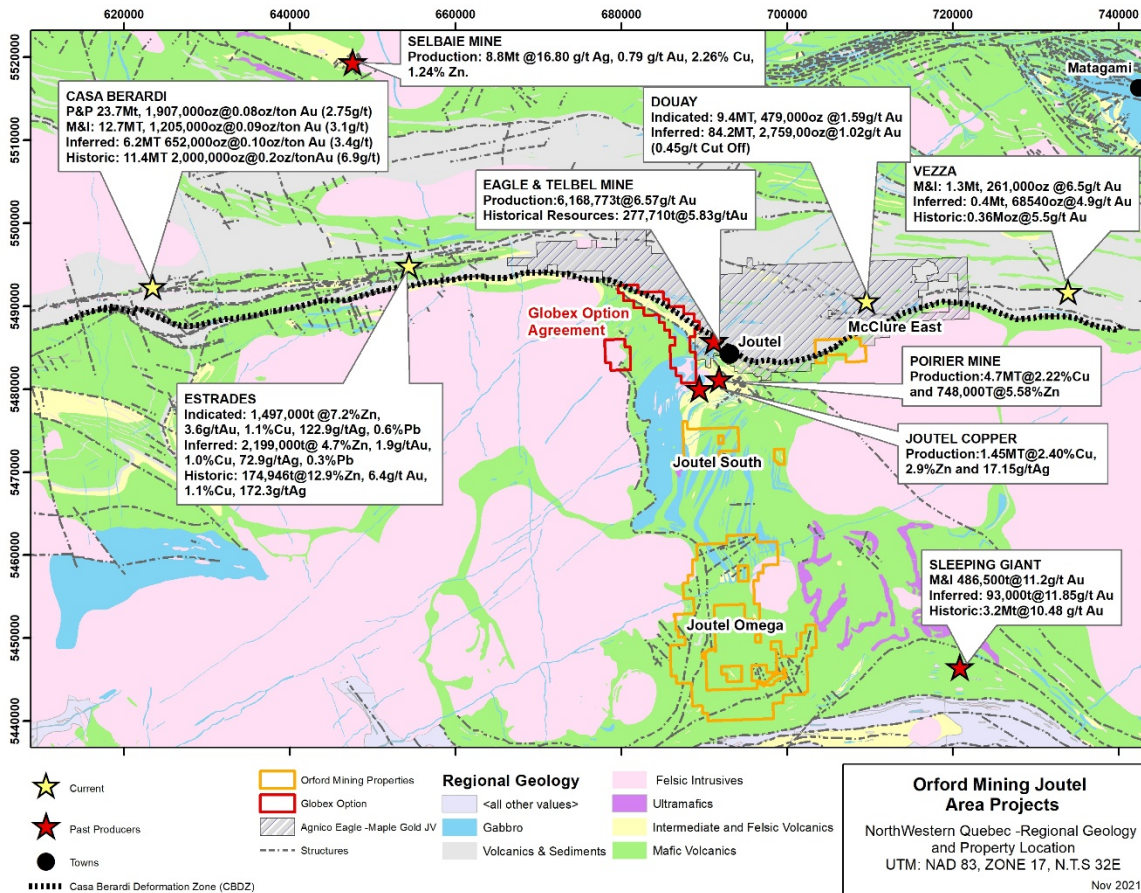 620000
640000
660000
680000
700000
720000
740000
5520000
5510000
5500000
5490000
5480000
5470000
5460000
5450000
5440000
SELBAIE MINE
Production: 8.8Mt @16.80 g/t Ag, 0.79 g/t Au, 2.26% Cu,
1.24% Zn.
Matagami
CASA BERARDI
P&P 23.7Mt, 1,907,000oz@0.08oz/ton Au (2.75g/t)
M&I: 12.7MT, 1,205,000oz@0.09oz/ton Au (3.1g/t)
Inferred: 6.2MT 652,000oz@0.10oz/ton Au (3.4g/t)
Historic: 11.4MT 2,000,000oz@0.2oz/tonAu (6.9g/t)
DOUAY
Indicated: 9.4MT, 479,000oz @1.59g/t Au
Inferred: 84.2MT, 2,759,00oz@1.02g/t Au
(0.45g/t Cut Off)
EAGLE & TELBEL MINE
Production:6,168,773t@6.57g/t Au
Historical Resources: 277,710t@5.83g/tAu
VEZZA
M&I: 1.3Mt, 261,000oz @6.5g/t Au
Inferred: 0.4Mt, 68540oz@4.9g/t Au
Historic:0.36Moz@5.5g/t Au
Globex Option
Agreement
Joutel
McClure East
POIRIER MINE
Production:4.7MT@2.22%Cu
and 748,000T@5.58%Zn
ESTRADES
Indicated: 1,497,000t @7.2%Zn,
3.6g/tAu, 1.1%Cu, 122.9g/tAg, 0.6%Pb
Inferred: 2,199,000t@ 4.7%Zn, 1.9g/tAu,
1.0%Cu, 72.9g/tAg, 0.3%Pb
Historic: 174,946t@12.9%Zn, 6.4g/t Au,
1.1%Cu, 172.3g/tAg
JOUTEL COPPER
Production:1.45MT@2.40%Cu,
2.9%Zn and 17.15g/tAg
Joutel South
SLEEPING GIANT
M&I 486,500t@11.2g/t Au
Inferred: 93,000t@11.85g/t Au
Historic:3.2Mt@10.48 g/t Au
Joutel Omega
Current
Past Producers
Towns
Casa Berardi Deformation Zone (CBDZ)
Orford Mining Properties
Globex Option
Agnico Eagle -Maple Gold JV
Structures
Regional Geology
<all other values>
Gabbro
Volcanics & Sediments
Felsic Intrusives
Ultramafics
Intermediate and Felsic Volcanics
Mafic Volcanics
Orford Mining Joutel
Area Projects
NorthWestern Quebec -Regional Geology
and Property Location
UTM: NAD 83, ZONE 17, N.T.S 32E
Nov 2021